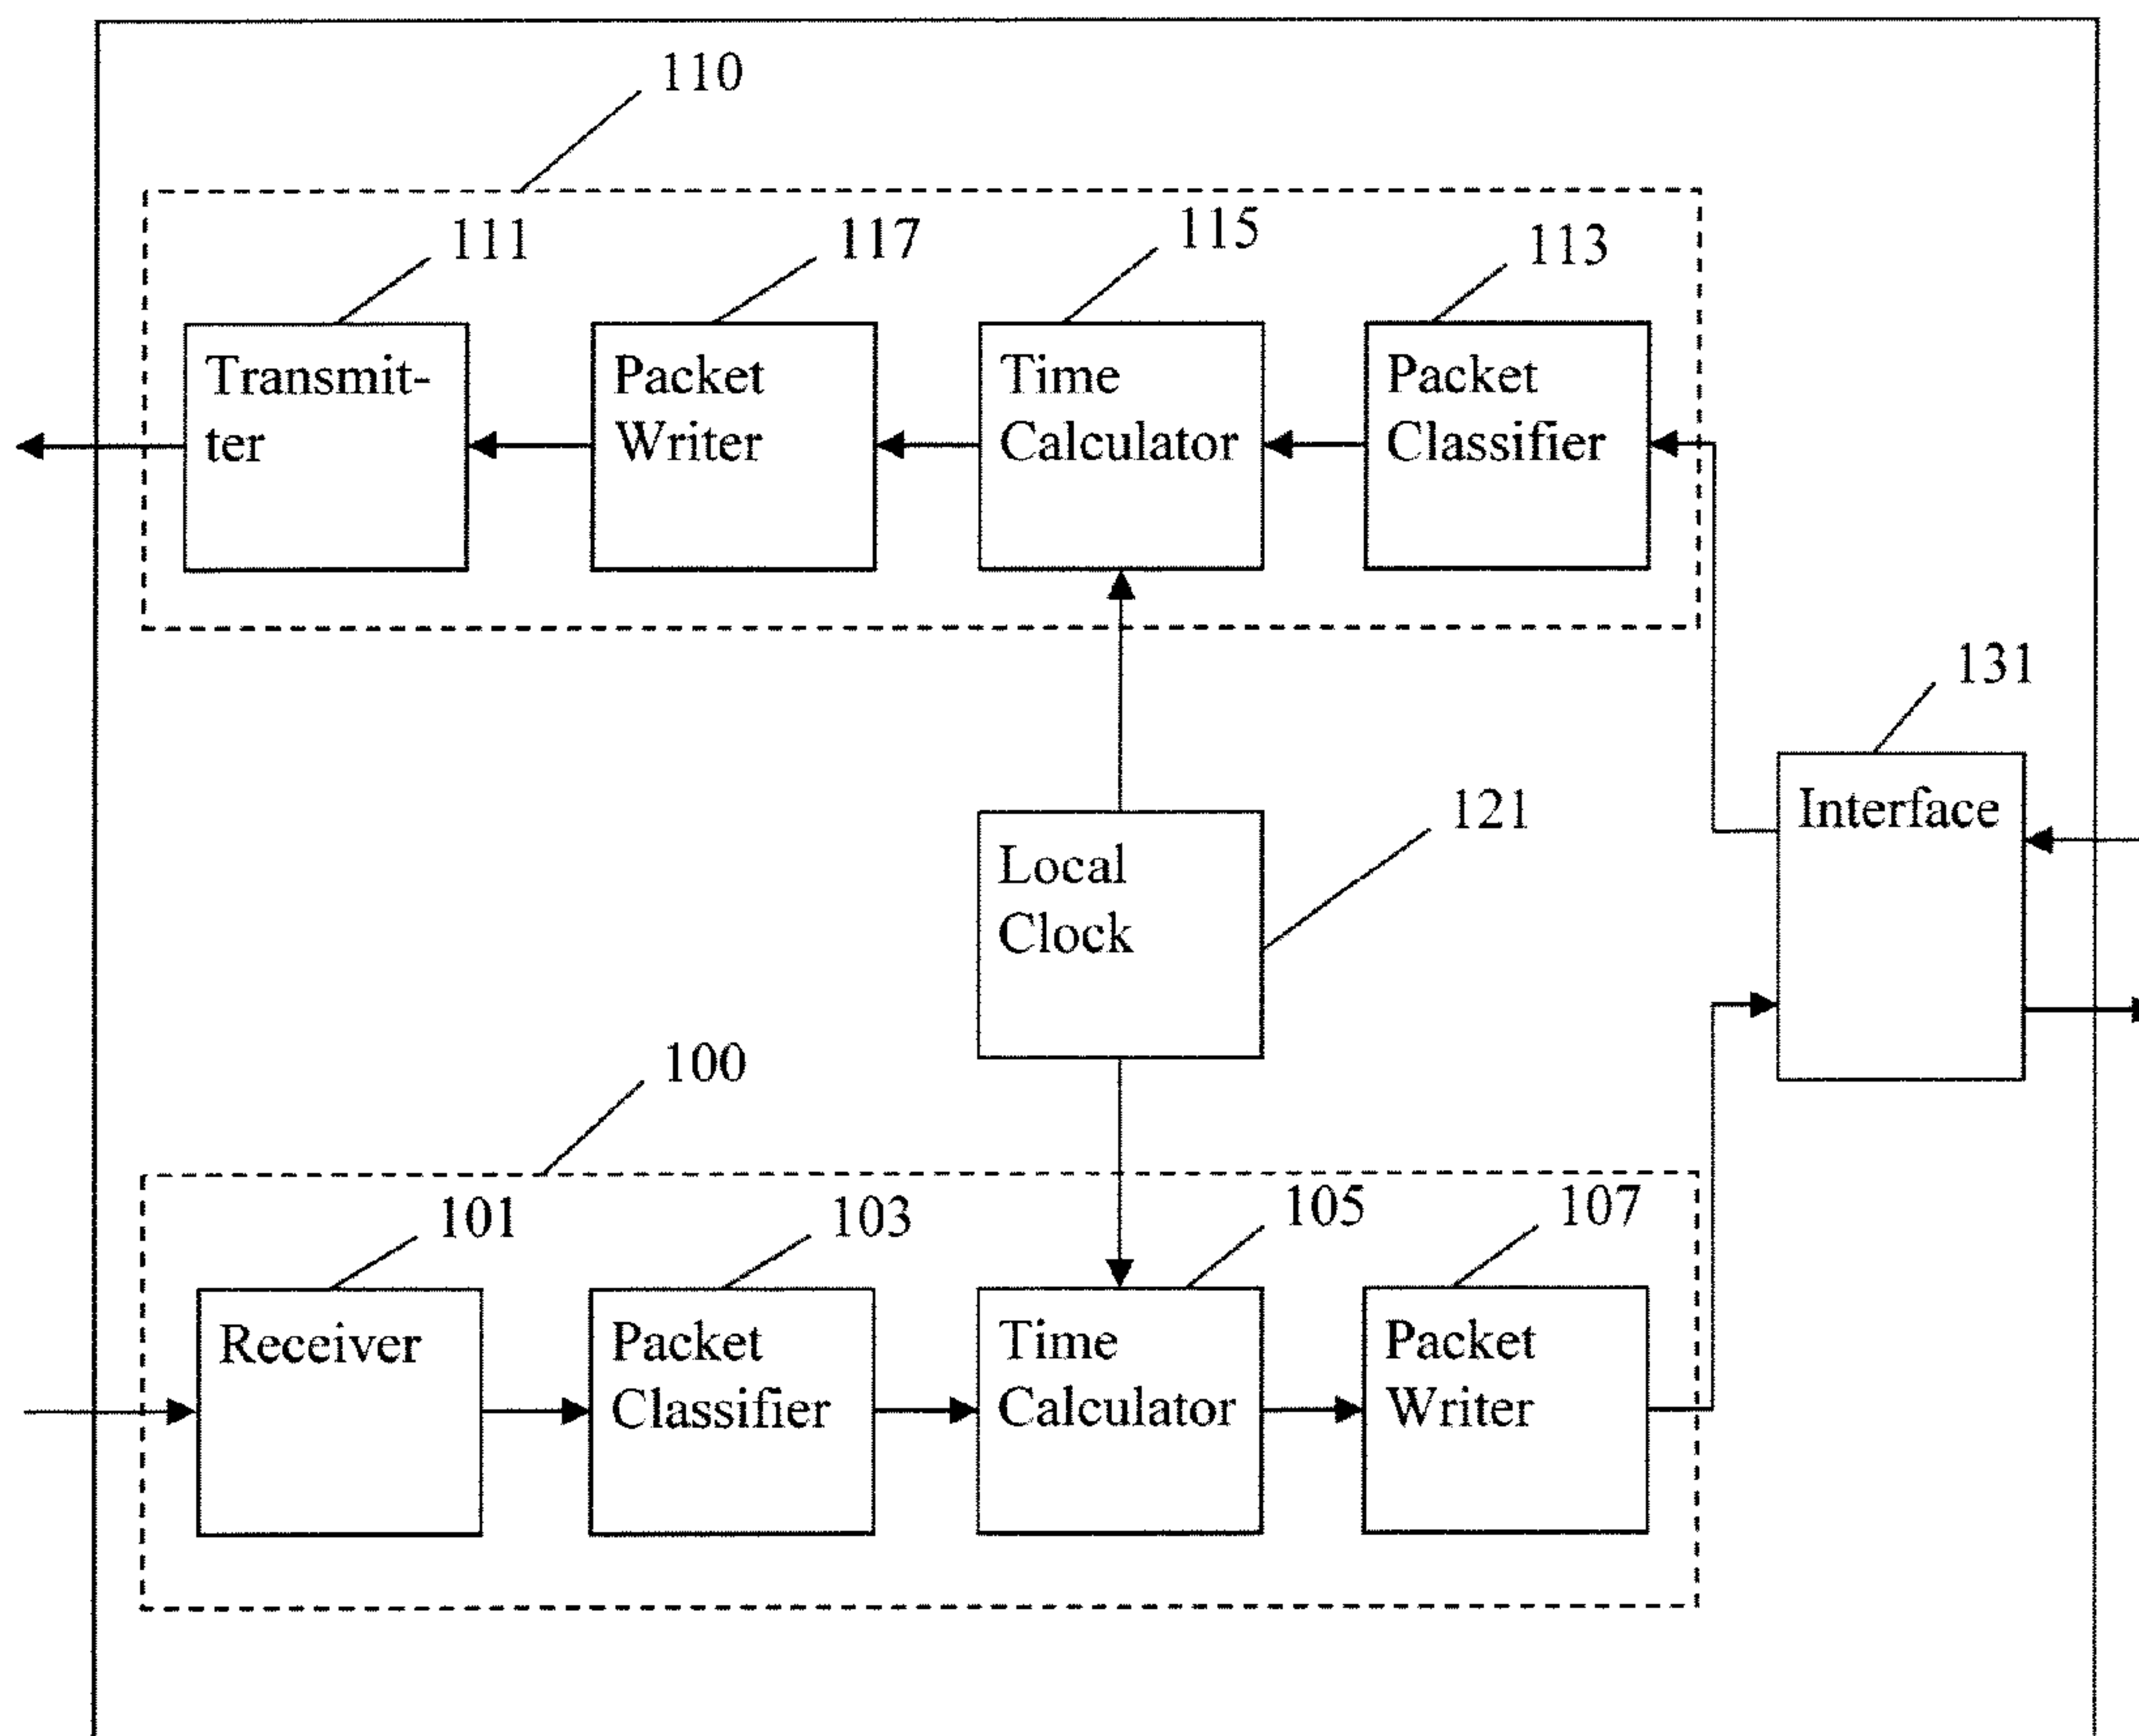 110
111
117
115
113
Transmit-
ter
Packet
Writer
Time
Calculator
Packet
Classifier
131
Interface
121
Local
Clock
100
101
103
105
107
Receiver
Packet
Classifier
Time
Calculator
Packet
Writer